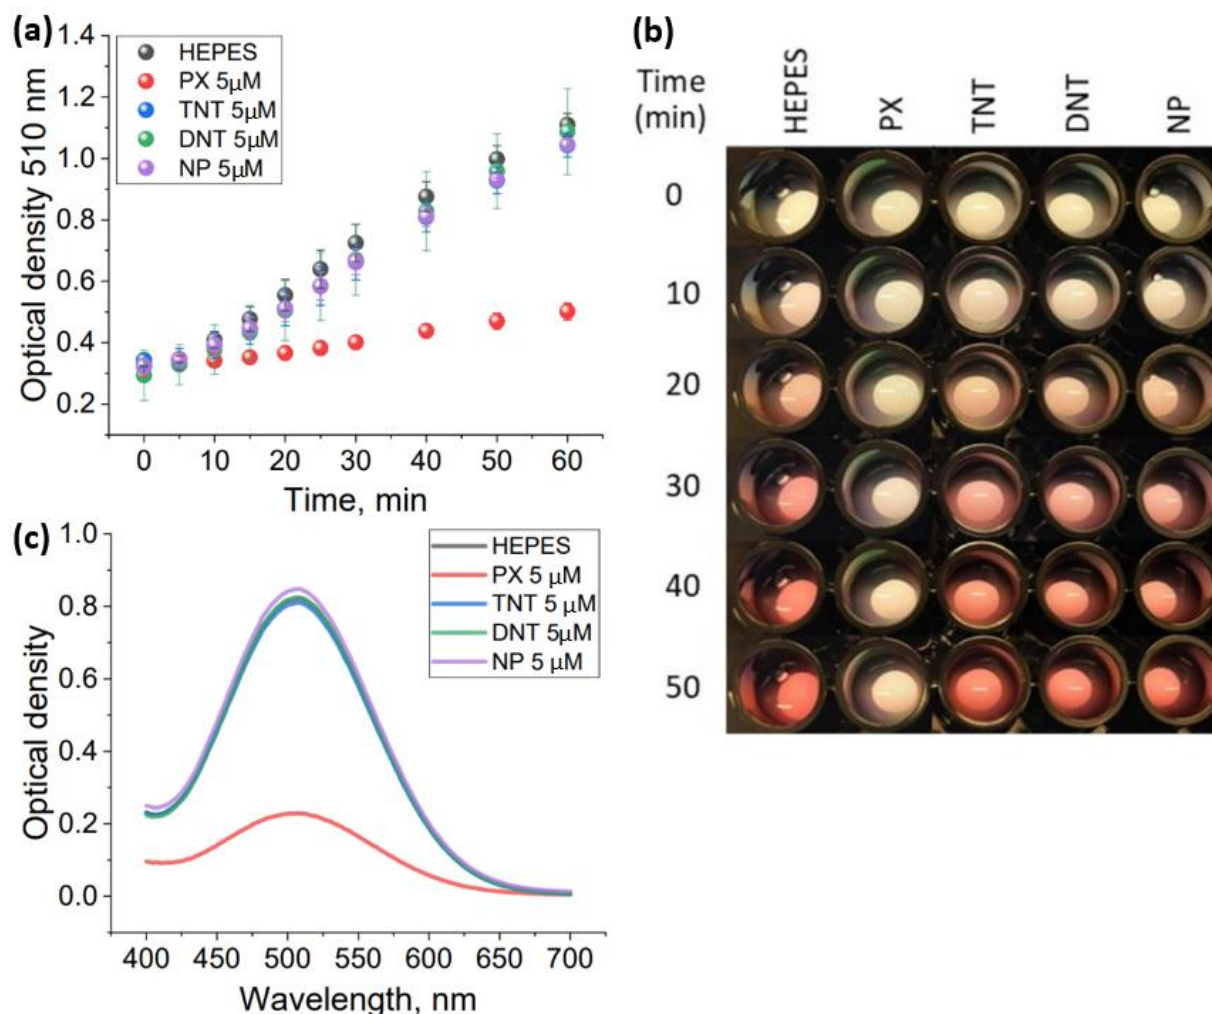 (a)
Optical density 510 nm
1.4
1.2
1.0
0.8
0.6
0.4
0.2
HEPES
PX 5μM
TNT 5μM
DNT 5μM
NP 5μM
0 10 20 30 40 50 60
Time, min
(b)
Time
(min)
HEPES
PX
TNT
DNT
NP
0
10
20
30
40
50
(c)
Optical density
1.0
0.8
0.6
0.4
0.2
0.0
HEPES
PX 5 μM
TNT 5 μM
DNT 5μM
NP 5 μM
400 450 500 550 600 650 700
Wavelength, nm